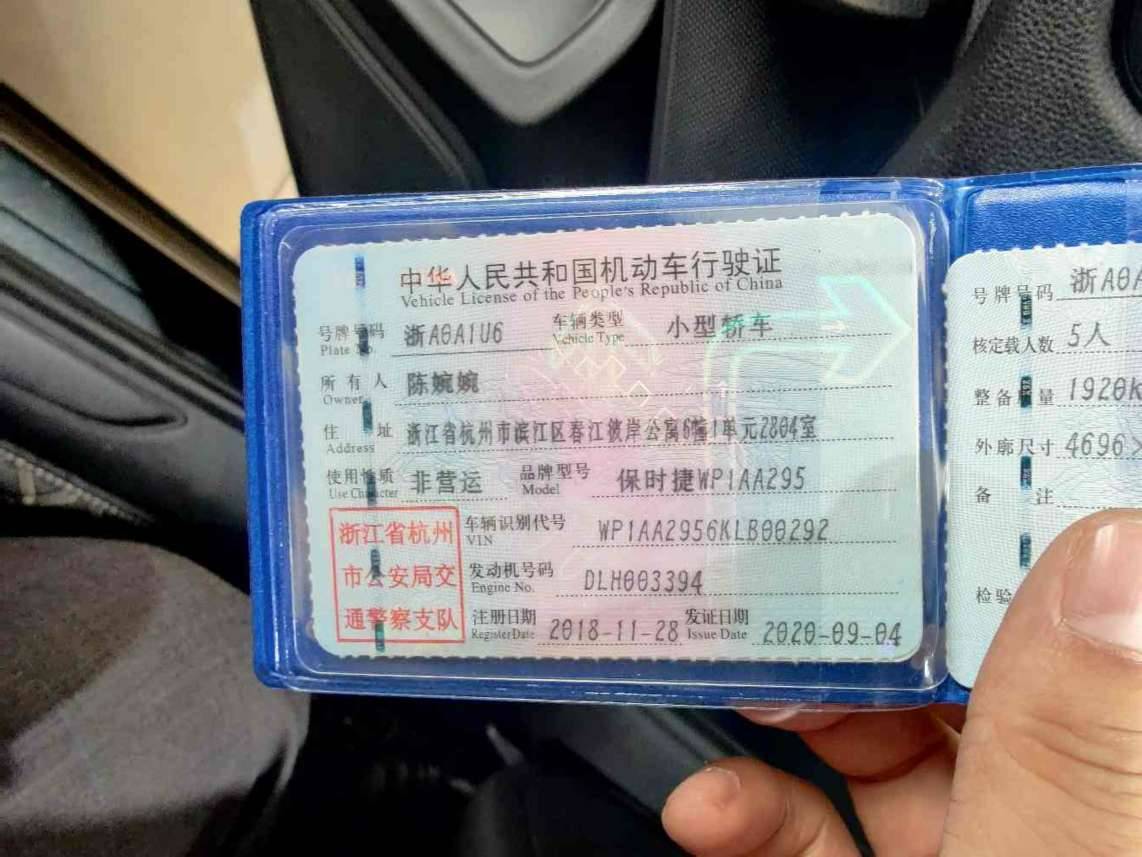 中华人民共和国机动车行驶证
Vehicle License of the People's Republic of China
号牌号码 浙A0A1U6 车辆类型 小型轿车
Plate No. Vehicle Type
所有人 陈婉婉
Owner
住址 浙江省杭州市滨江区春江彼岸公寓6幢1单元2804室
Address
使用性质 非营运 品牌型号 保时捷WP1AA295
Use Character Model
浙江省杭州
市公安局交
通警察支队
车辆识别代号 WP1AA2956KLB00292
VIN
发动机号码 DLH003394
Engine No.
注册日期 2018-11-28 发证日期 2020-09-04
Register Date Issue Date
号牌号码 浙A0A
核定载人数 5人
整备 量 1920K
外廓尺寸 4696
备注
检验